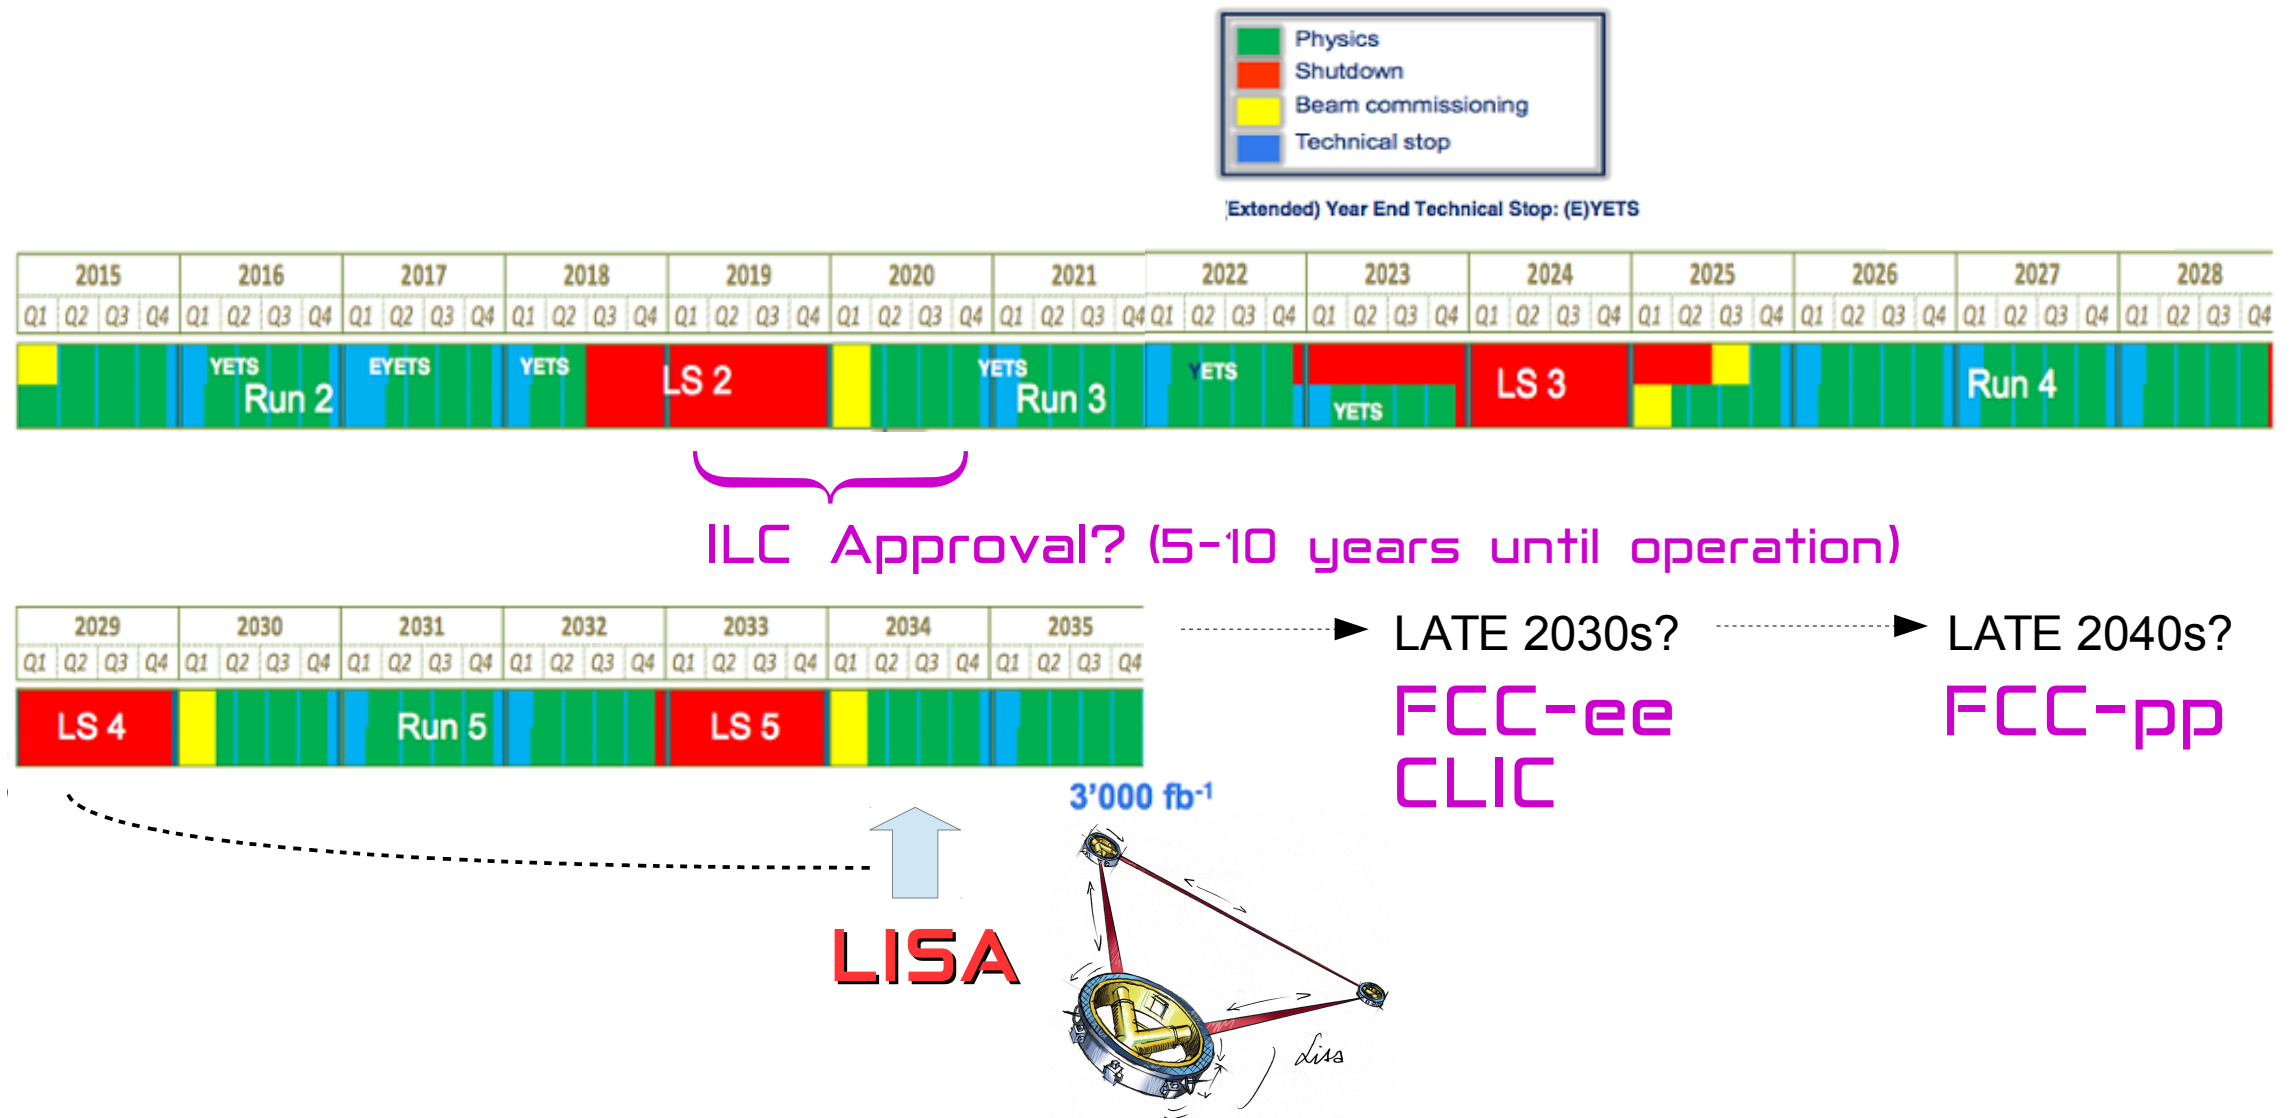 Physics
Shutdown
Beam commissioning
Technical stop
(Extended) Year End Technical Stop: (E)YETS
2015 2016 2017 2018 2019 2020 2021 2022 2023 2024 2025 2026 2027 2028
Q1 Q2 Q3 Q4 Q1 Q2 Q3 Q4 Q1 Q2 Q3 Q4 Q1 Q2 Q3 Q4 Q1 Q2 Q3 Q4 Q1 Q2 Q3 Q4 Q1 Q2 Q3 Q4 Q1 Q2 Q3 Q4 Q1 Q2 Q3 Q4 Q1 Q2 Q3 Q4 Q1 Q2 Q3 Q4 Q1 Q2 Q3 Q4 Q1 Q2 Q3 Q4 Q1 Q2 Q3 Q4
YETS EYETS YETS YETS YETS
Run 2 LS 2 Run 3 YETS LS 3 Run 4
ILC Approval? (5-10 years until operation)
2029 2030 2031 2032 2033 2034 2035
Q1 Q2 Q3 Q4 Q1 Q2 Q3 Q4 Q1 Q2 Q3 Q4 Q1 Q2 Q3 Q4 Q1 Q2 Q3 Q4 Q1 Q2 Q3 Q4 Q1 Q2 Q3 Q4
LS 4 Run 5 LS 5
LATE 2030s?
FCC-ee
CLIC
LATE 2040s?
FCC-pp
3'000 fb-1
LISA
Lisa